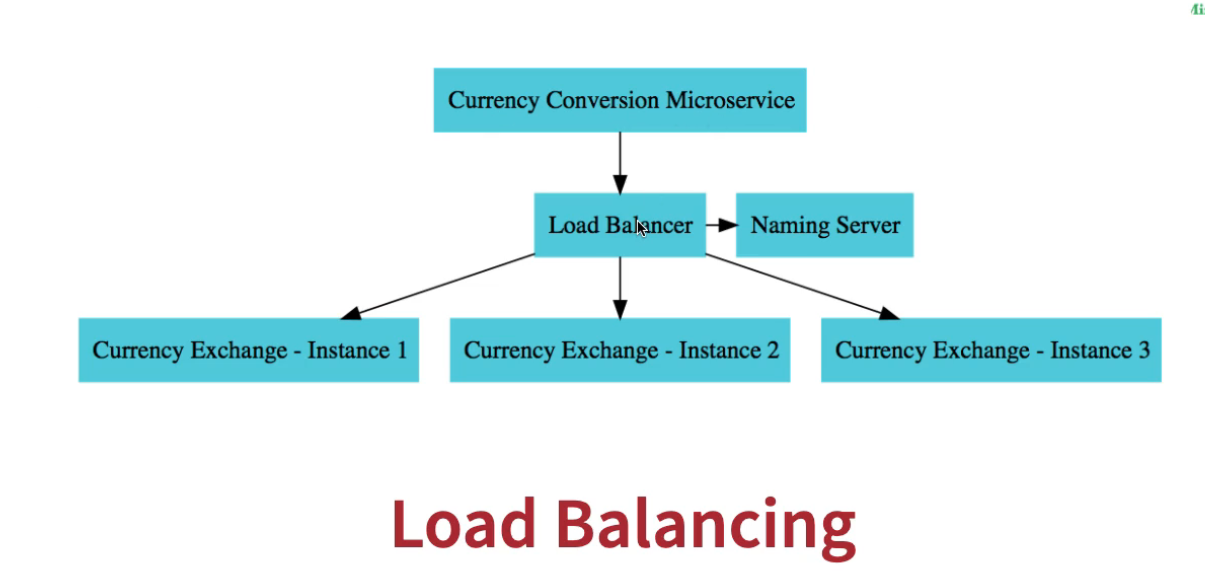 Currency Conversion Microservice
Load Balancer
Naming Server
Currency Exchange - Instance 1
Currency Exchange - Instance 2
Currency Exchange - Instance 3
Load Balancing